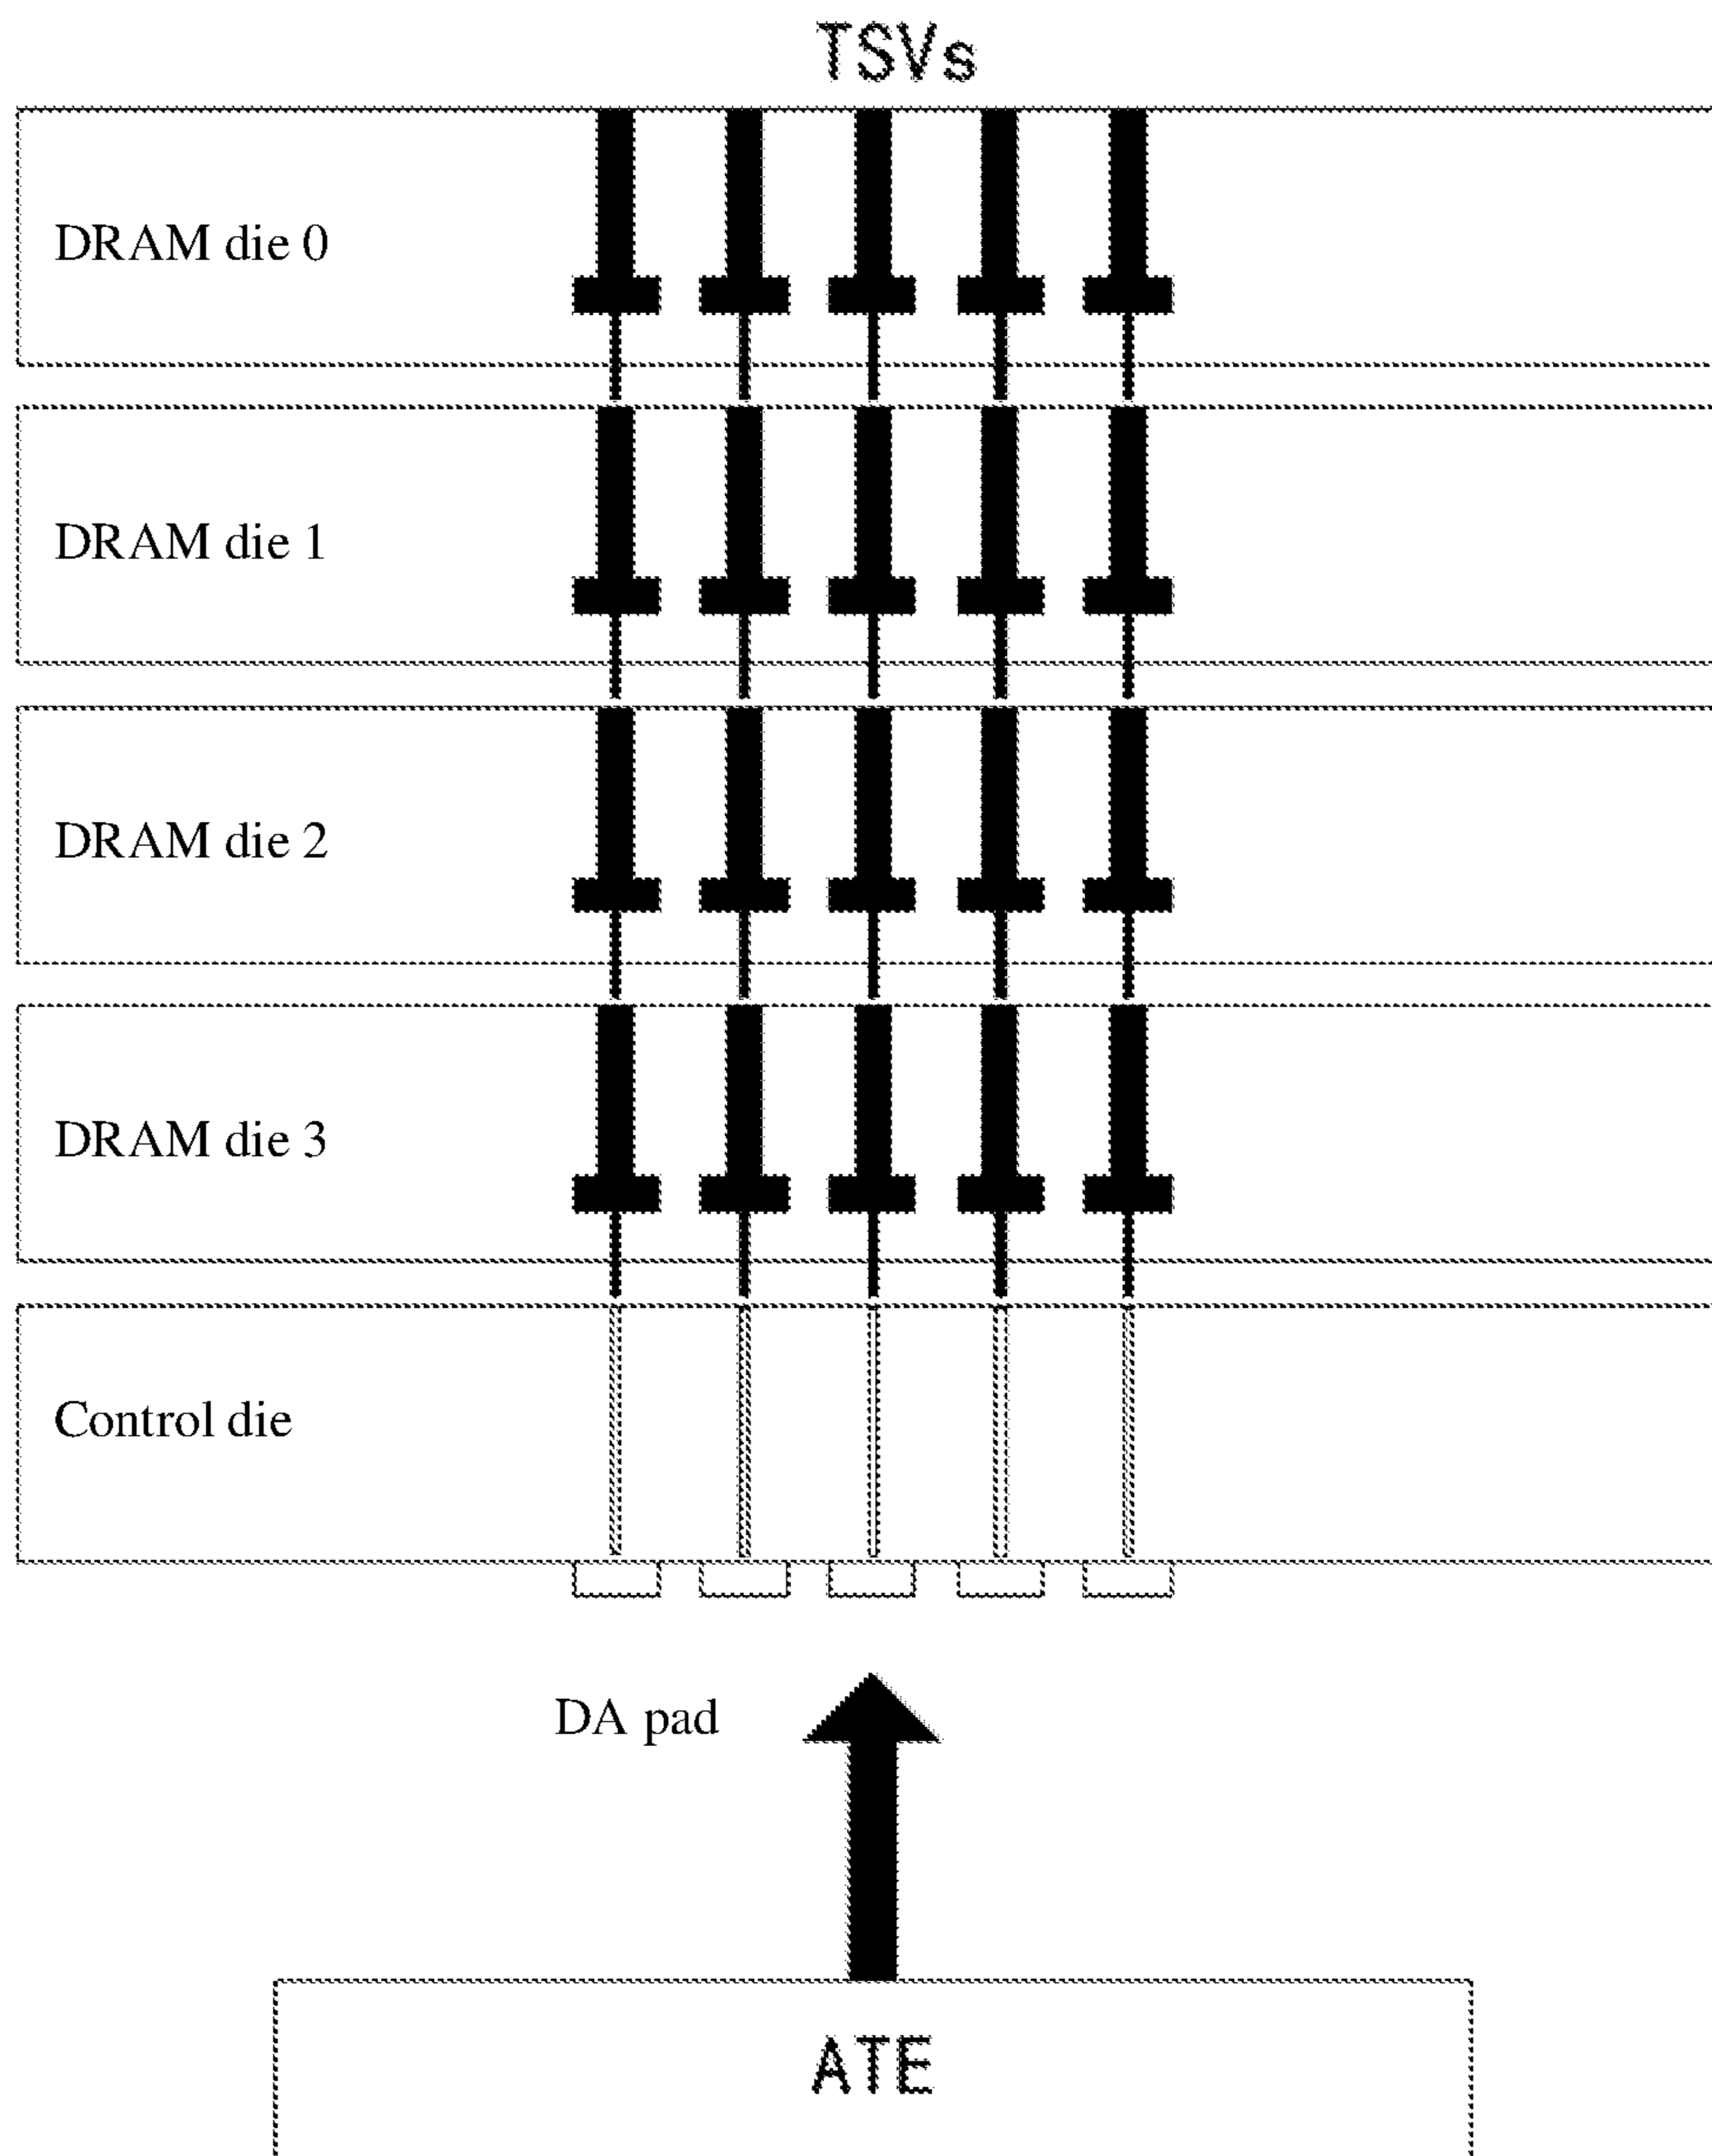 TSVs
DRAM die 0
DRAM die 1
DRAM die 2
DRAM die 3
Control die
DA pad
ATE